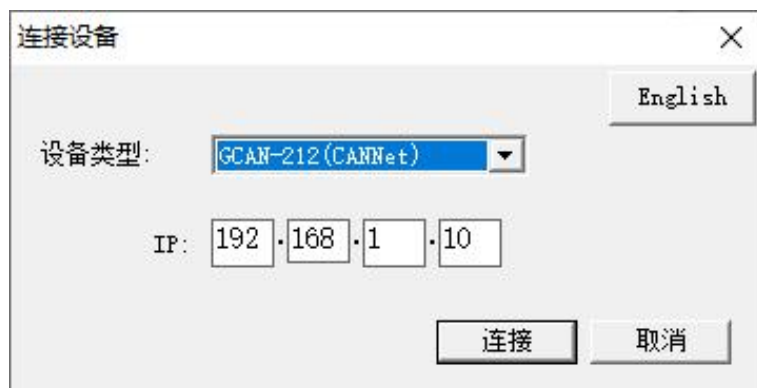 连接设备
English
设备类型: GCAN-212(CANNet)
IP: 192 .168 .1 .10
连接 取消